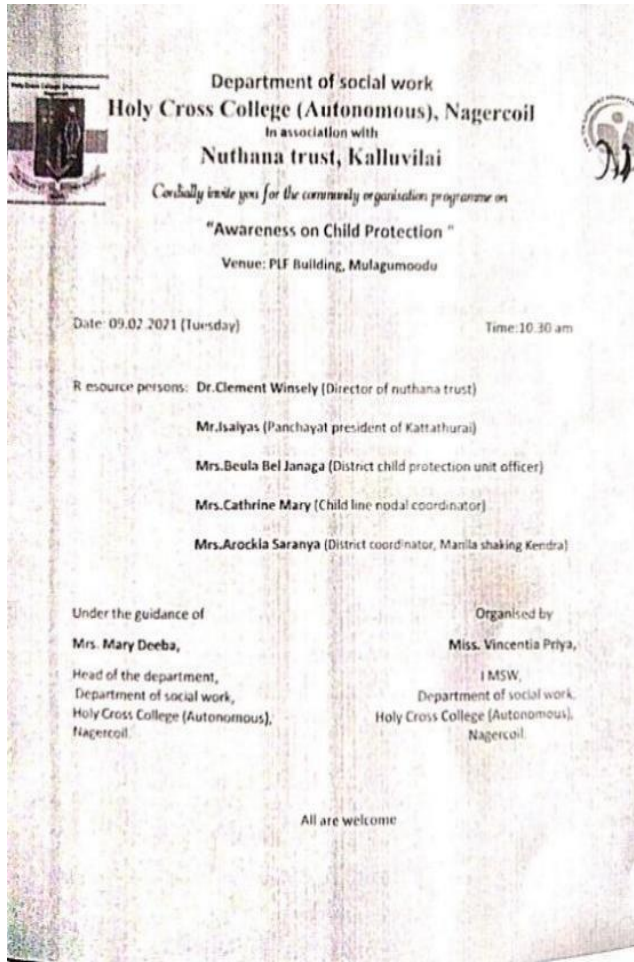 Department of social work
Holy Cross College (Autonomous), Nagercoil
In association with
Nuthana trust, Kalluvilai
Cordially invite you for the community organisation programme on
"Awareness on Child Protection "
Venue: PLF Building, Mulagumoodu
Date: 09.02.2021 (Tuesday) Time:10.30 am
R esource persons: Dr.Clement Winsely (Director of nuthana trust)
Mr.Isaiyas (Panchayat president of Kattathurai)
Mrs.Beula Bel Janaga (District child protection unit officer)
Mrs.Cathrine Mary (Child line nodal coordinator)
Mrs.Arockia Saranya (District coordinator, Manila shaking Kendra)
Under the guidance of Organised by
Mrs. Mary Deeba, Miss. Vincentia Priya,
Head of the department, I MSW,
Department of social work, Department of social work,
Holy Cross College (Autonomous), Holy Cross College (Autonomous),
Nagercoil. Nagercoil.
All are welcome